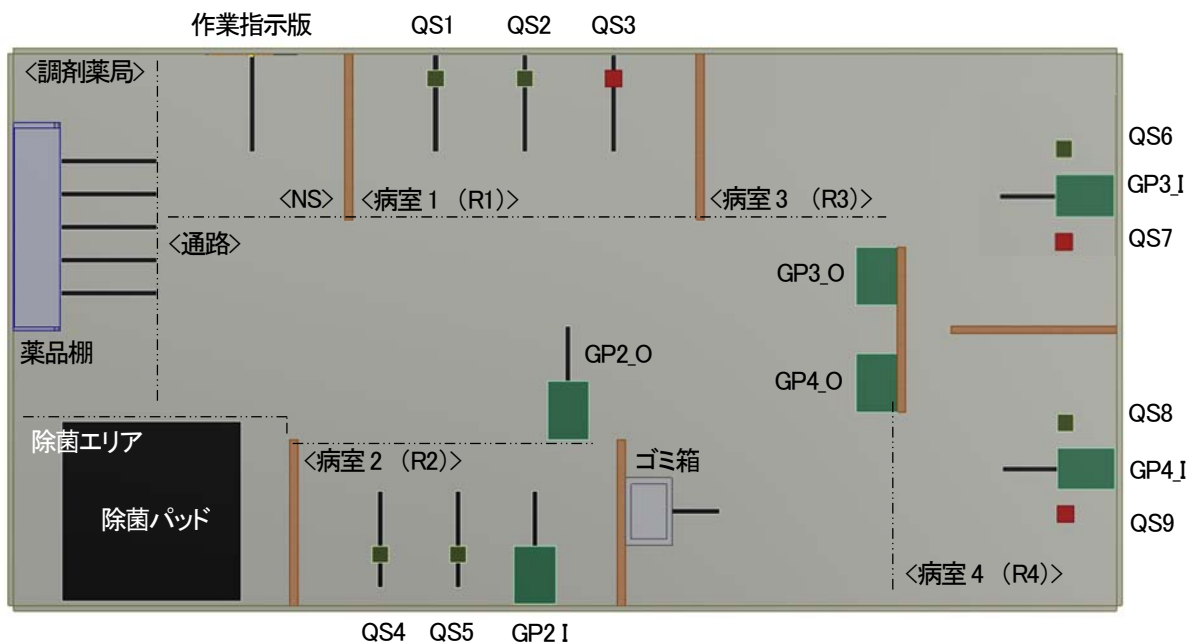 作業指示版
QS1
QS2
QS3
<調剤薬局>
QS6
GP3_I
<NS>
<病室1 (R1)>
<病室3 (R3)>
QS7
<通路>
GP3_O
薬品棚
GP2_O
GP4_O
QS8
除菌エリア
<病室2 (R2)>
ゴミ箱
GP4_I
除菌パッド
QS9
<病室4 (R4)>
QS4
QS5
GP2 I